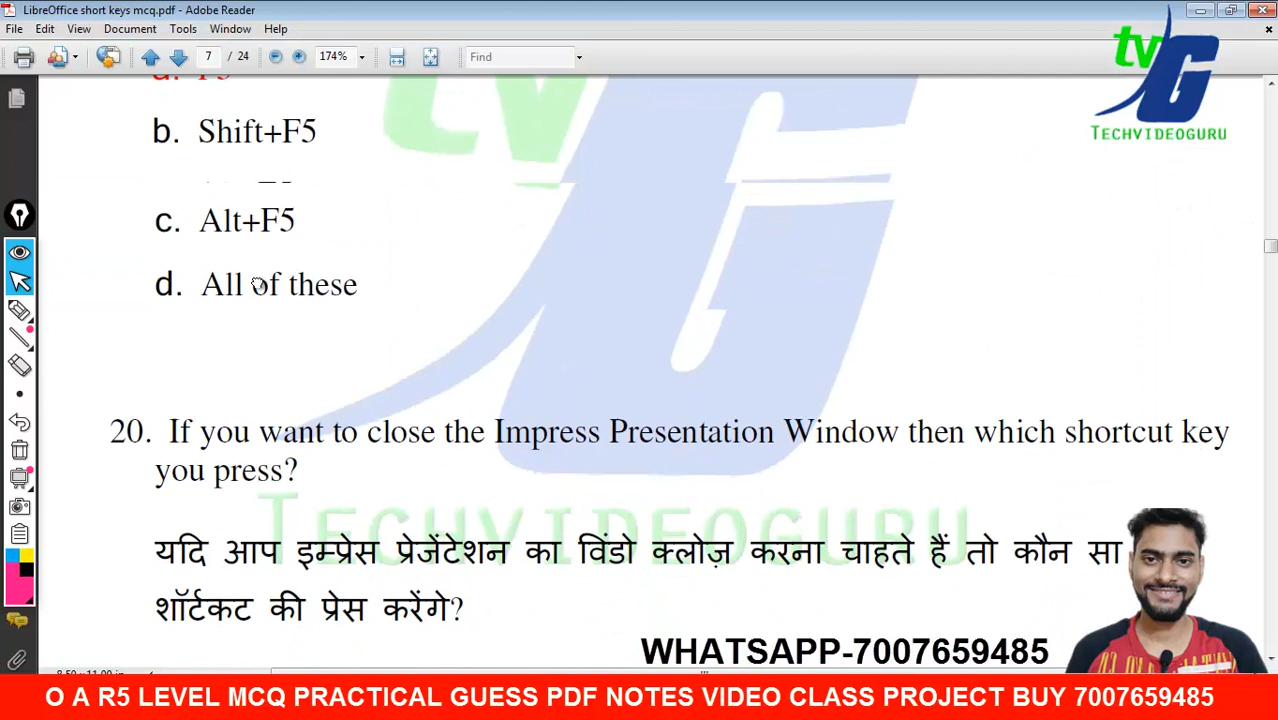 LibreOffice short keys mcq.pdf - Adobe Reader
File Edit View Document Tools Window Help
7 / 24 174% Find
tv G
TECHVIDEOGURU
b. Shift+F5
c. Alt+F5
d. All of these
20. If you want to close the Impress Presentation Window then which shortcut key
you press?
TECHVIDEOGURU
यदि आप इम्प्रेस प्रेजेंटेशन का विंडो क्लोज़ करना चाहते हैं तो कौन सा
शॉर्टकट की प्रेस करेंगे?
WHATSAPP-7007659485
O A R5 LEVEL MCQ PRACTICAL GUESS PDF NOTES VIDEO CLASS PROJECT BUY 7007659485